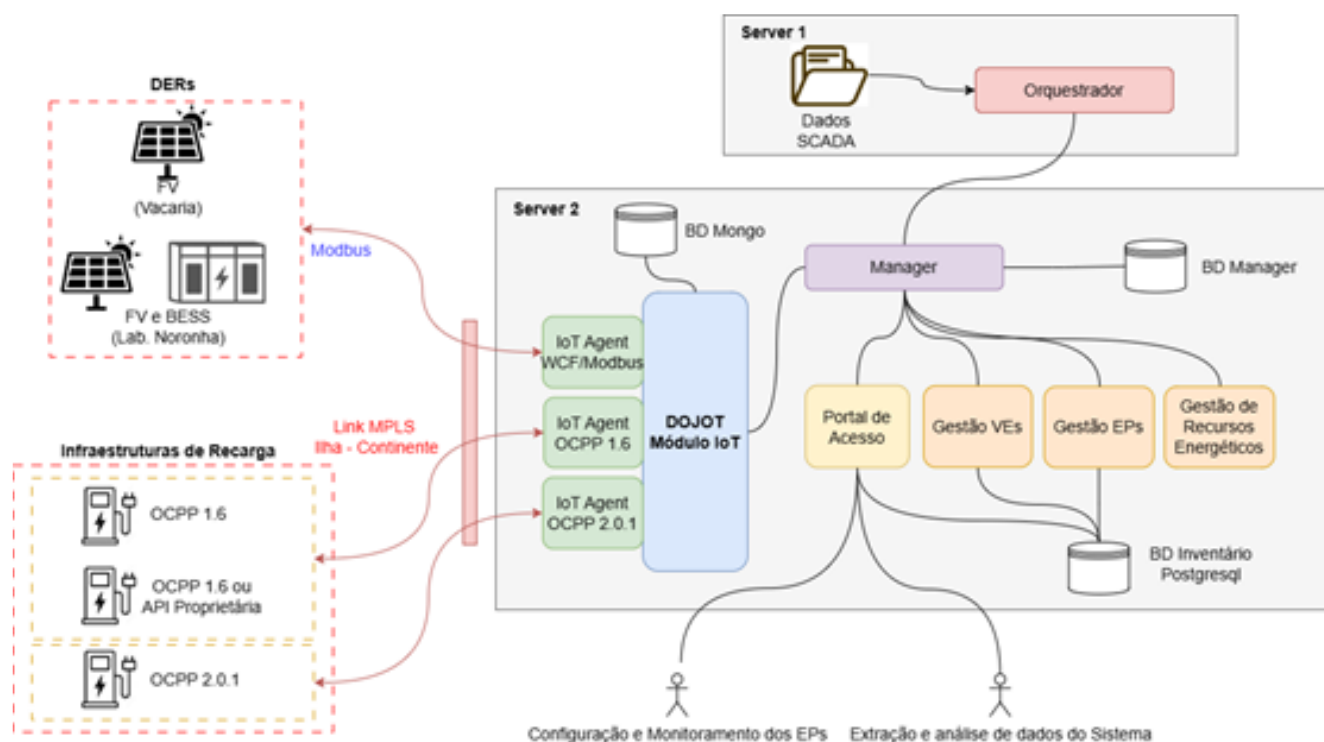 Server 1
Dados
SCADA
Orquestrador
DERs
FV
(Vacaria)
FV e BESS
(Lab. Noronha)
Modbus
Server 2
BD Mongo
Manager
BD Manager
IoT Agent
WCF/Modbus
IoT Agent
OCPP 1.6
IoT Agent
OCPP 2.0.1
DOJOT
Módulo IoT
Portal de
Acesso
Gestão VEs
Gestão EPs
Gestão de
Recursos
Energéticos
Link MPLS
Ilha - Continente
Infraestruturas de Recarga
OCPP 1.6
OCPP 1.6 ou
API Proprietária
OCPP 2.0.1
BD Inventário
Postgresql
Configuração e Monitoramento dos EPs
Extração e análise de dados do Sistema